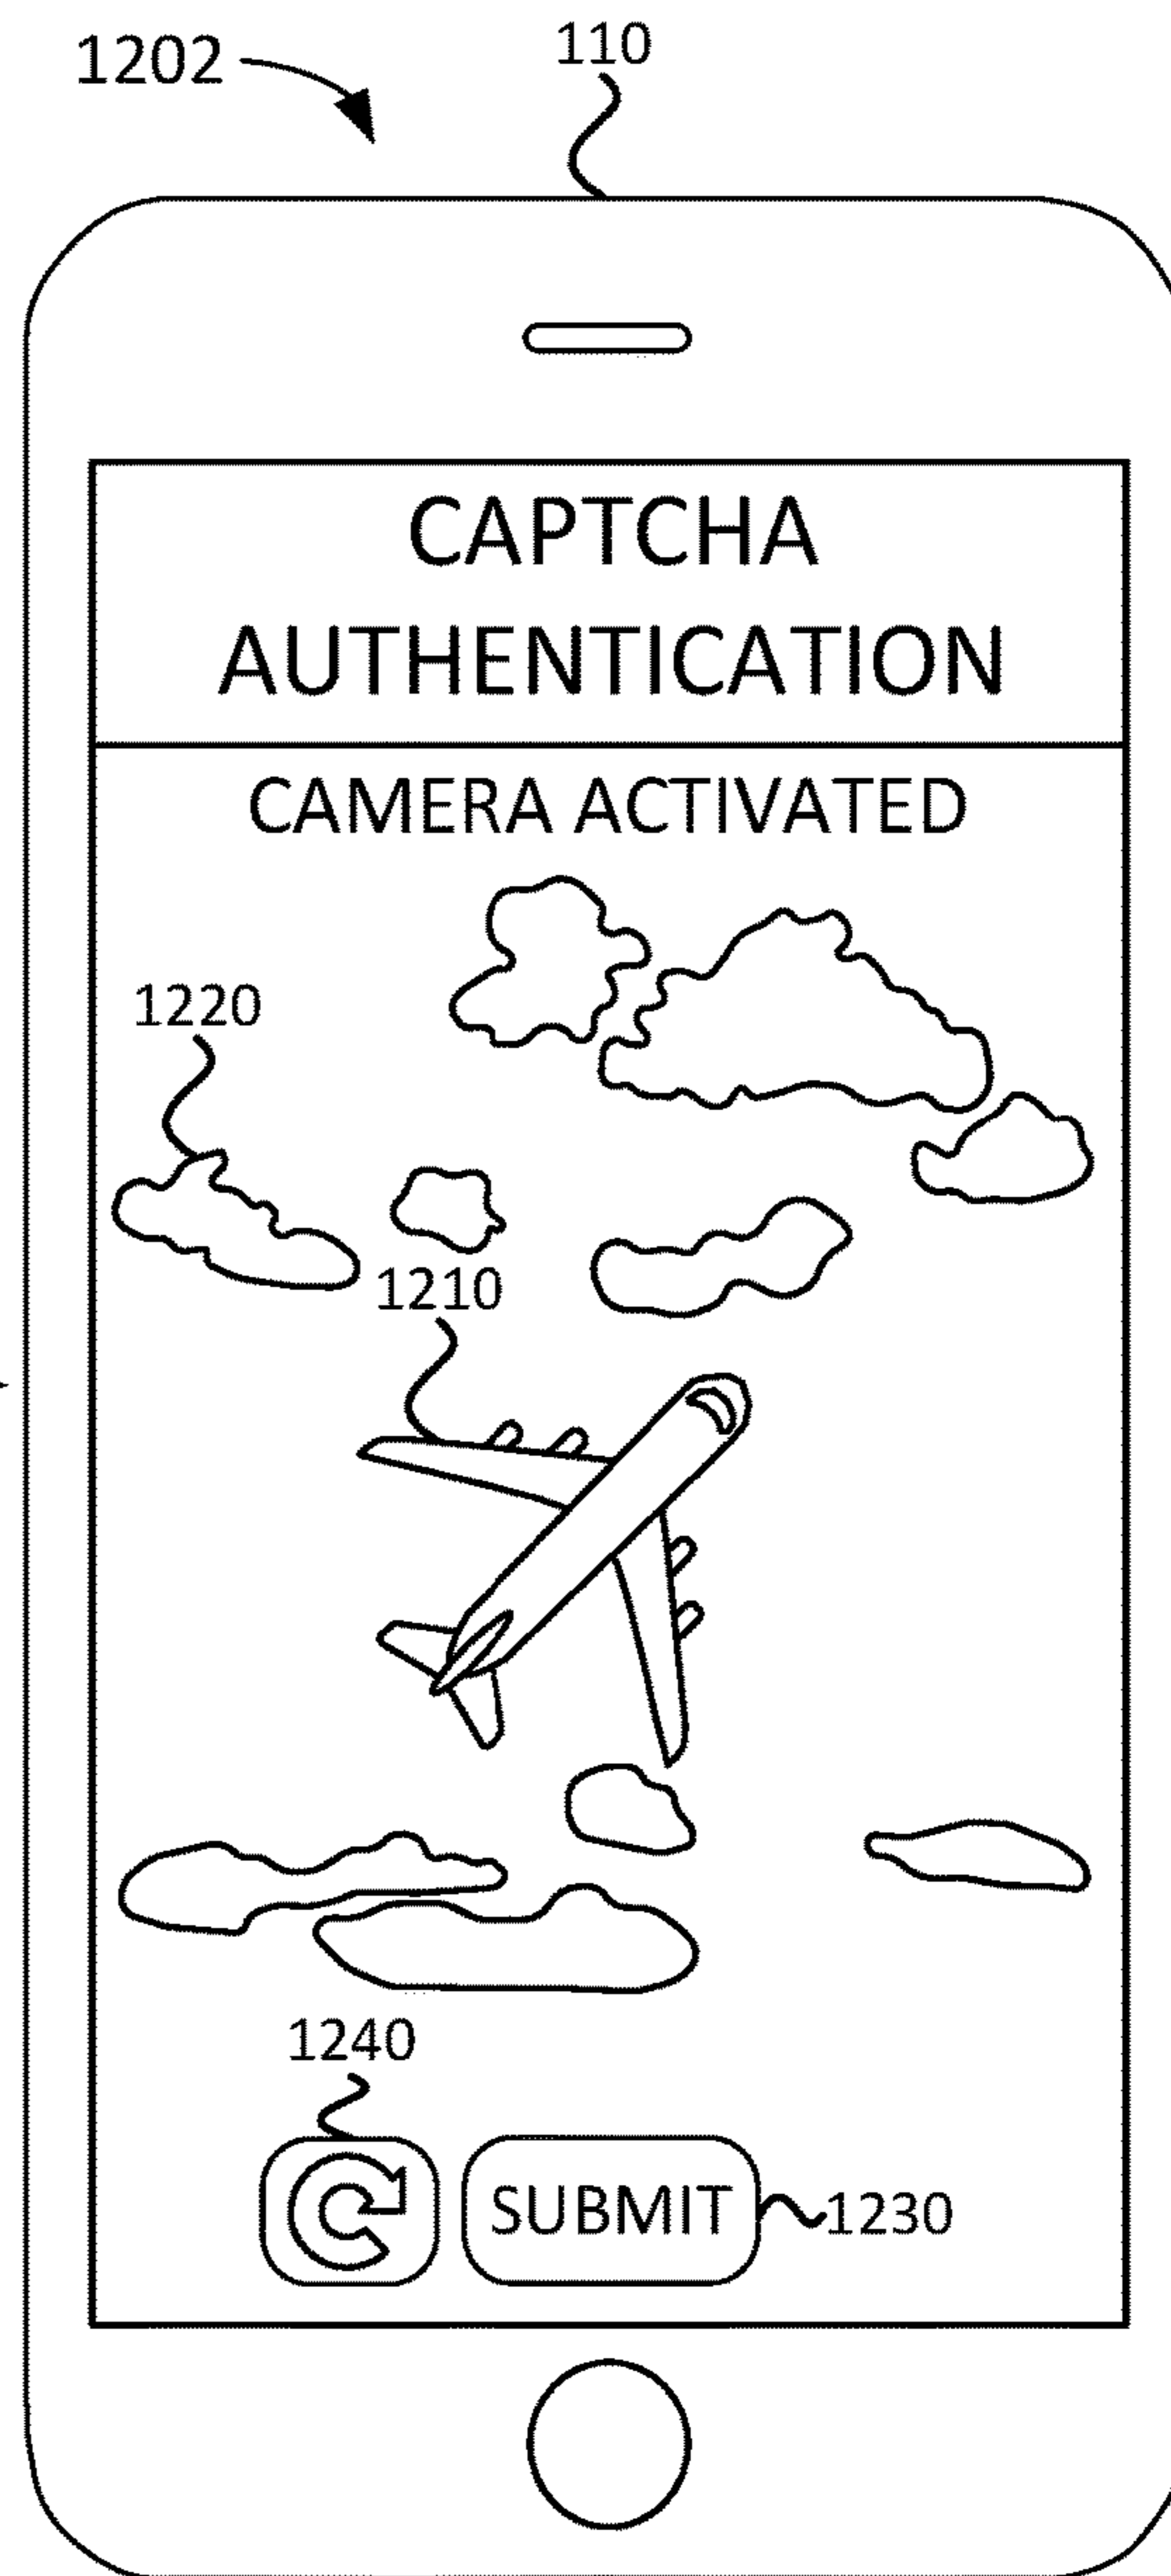 1202
110
CAPTCHA
AUTHENTICATION
CAMERA ACTIVATED
1220
1210
1240
SUBMIT
1230